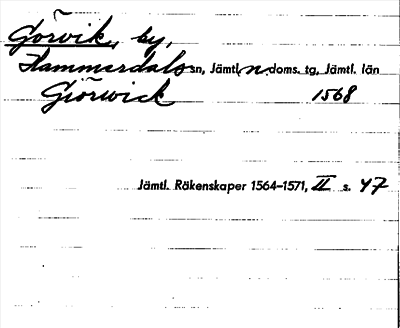 Görvik, by,
Hammerdals sn, Jämtl. n. doms. tg, Jämtl. län
Giörwick 1568
Jämtl. Räkenskaper 1564–1571, II s. 47